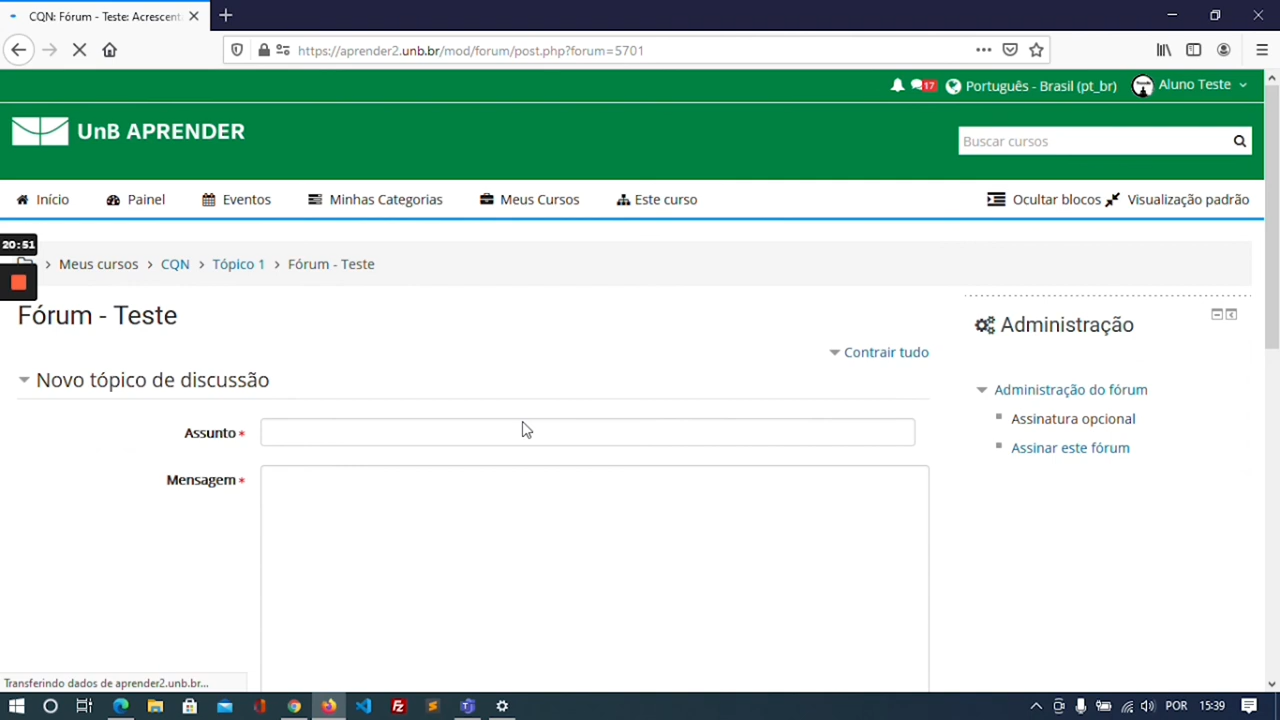 CQN: Fórum - Teste: Acrescent
https://aprender2.unb.br/mod/forum/post.php?forum=5701
17 Português - Brasil (pt_br) Aluno Teste
UnB APRENDER
Buscar cursos
Início Painel Eventos Minhas Categorias Meus Cursos Este curso Ocultar blocos Visualização padrão
20:51
Meus cursos CQN Tópico 1 Fórum - Teste
Fórum - Teste
Administração
Contrair tudo
Novo tópico de discussão
Administração do fórum
Assinatura opcional
Assunto *
Assinar este fórum
Mensagem *
Transferindo dados de aprender2.unb.br...
POR 15:39